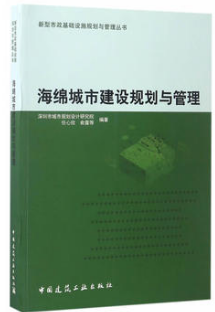 新型市政基础设施规划与管理丛书
海绵城市建设规划与管理
深圳市城市规划设计研究院
任心欣 俞露等 编著
中国建筑工业出版社